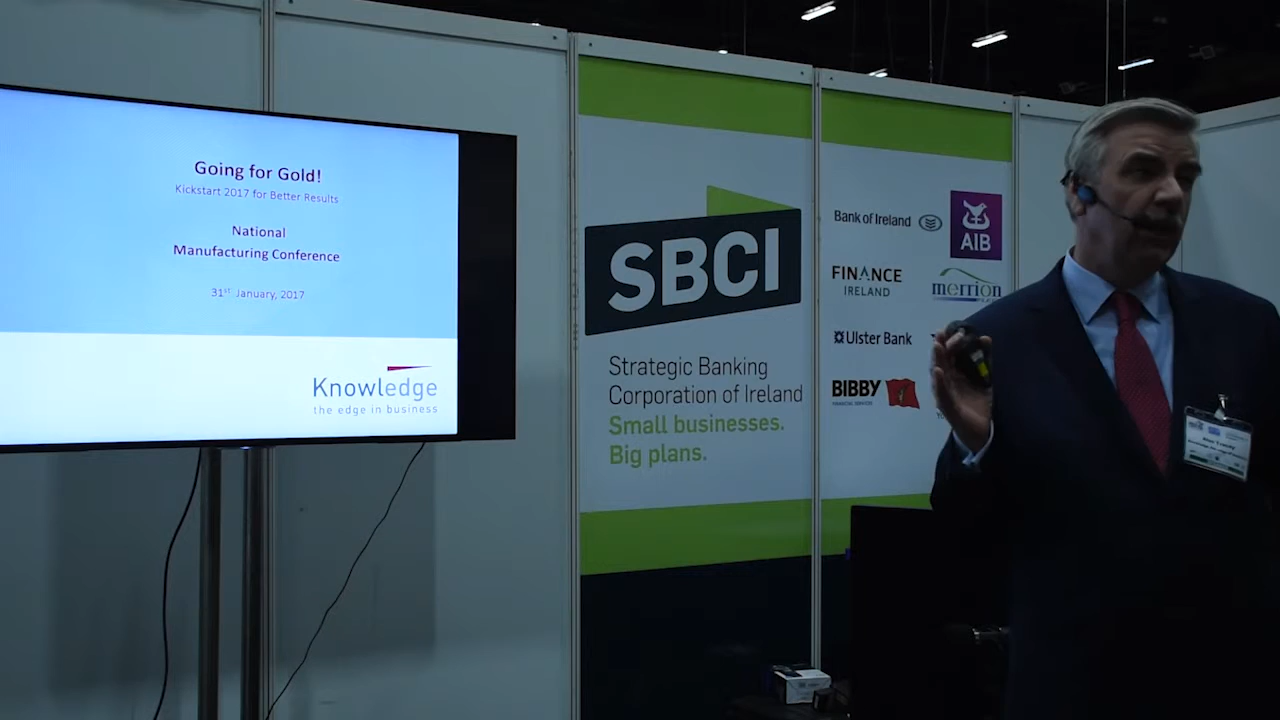 Going for Gold!
Kickstart 2017 for Better Results
National
Manufacturing Conference
31st January, 2017
Knowledge
the edge in business
SBCI
Strategic Banking
Corporation of Ireland
Small businesses.
Big plans.
Bank of Ireland
AIB
FINANCE
IRELAND
merrion
Ulster Bank
BIBBY
FINANCIAL SERVICES